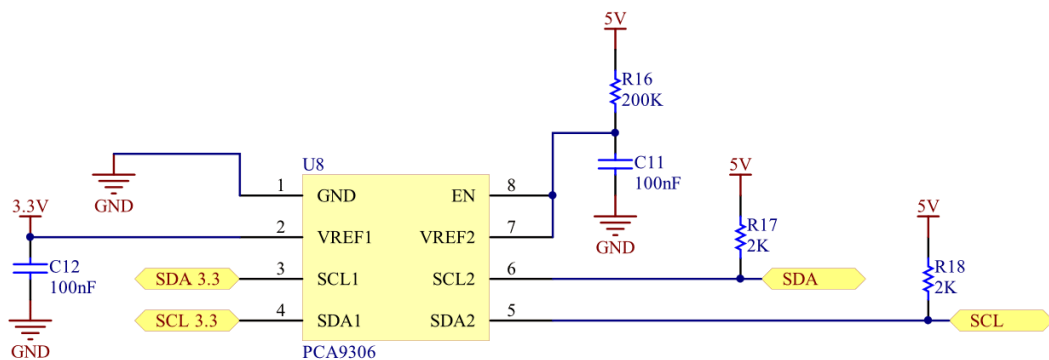 5V
R16
200K
U8
C11
100nF
5V
GND
1
GND
EN
8
5V
3.3V
GND
R17
2K
2
VREF1
VREF2
7
C12
100nF
R18
2K
SDA 3.3
3
SCL1
SCL2
6
SDA
SCL 3.3
4
SDA1
SDA2
5
SCL
GND
PCA9306